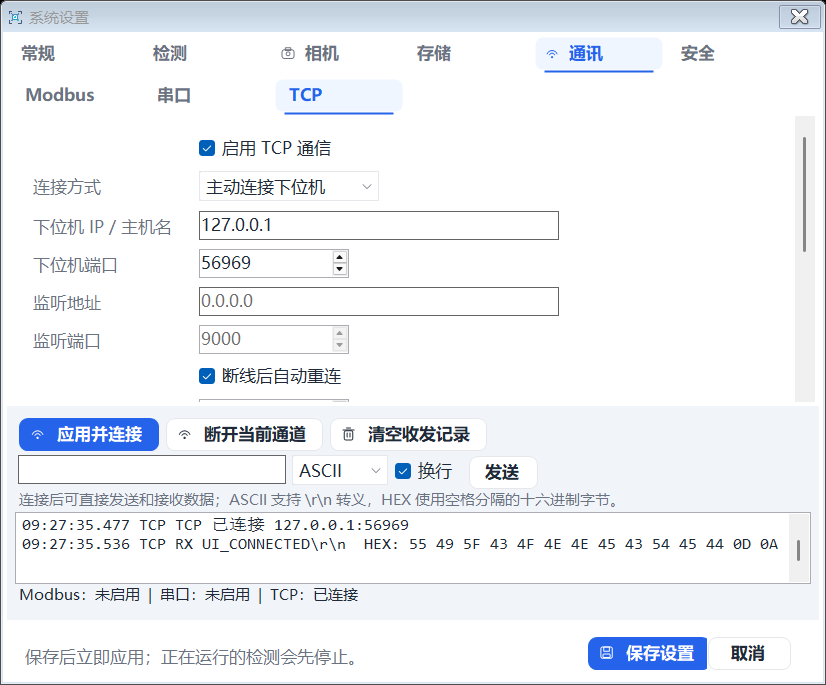 系统设置
常规 检测 相机 存储 通讯 安全
Modbus 串口 TCP
启用 TCP 通信
连接方式 主动连接下位机
下位机 IP / 主机名 127.0.0.1
下位机端口 56969
监听地址 0.0.0.0
监听端口 9000
断线后自动重连
应用并连接 断开当前通道 清空收发记录
ASCII 换行 发送
连接后可直接发送和接收数据；ASCII 支持 \r\n 转义，HEX 使用空格分隔的十六进制字节。
09:27:35.477 TCP TCP 已连接 127.0.0.1:56969
09:27:35.536 TCP RX UI_CONNECTED\r\n  HEX: 55 49 5F 43 4F 4E 4E 45 43 54 45 44 0D 0A
Modbus: 未启用 | 串口: 未启用 | TCP: 已连接
保存后立即应用；正在运行的检测会先停止。 保存设置 取消